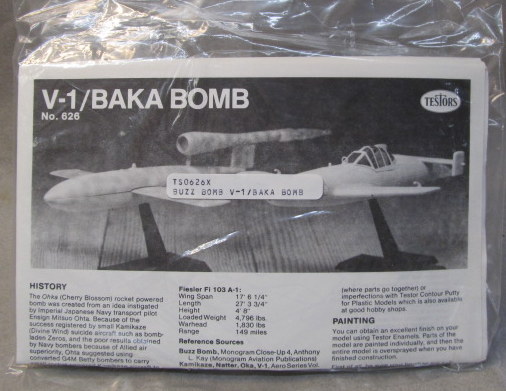 V-1/BAKA BOMB
No. 626
TESTORS
TS0626X
BUZZ BOMB V-1/BAKA BOMB
HISTORY
The Ohka (Cherry Blossom) rocket powered
bomb was created from an idea instigated
by Imperial Japanese Navy transport pilot
Ensign Mitsuo Ohta. Because of the
success registered by small Kamikaze
(Divine Wind) suicide aircraft such as bomb-
laden Zeros, and the poor results obtained
by Navy bombers because of Allied air
superiority, Ohta suggested using
converted G4M Betty bombers to carry
Fiesler Fi 103 A-1:
Wing Span 17' 6 1/4"
Length 27' 3 3/4"
Height 4' 8"
Loaded Weight 4,796 lbs
Warhead 1,830 lbs
Range 149 miles
Reference Sources
Buzz Bomb, Monogram Close-Up 4, Anthony
L. Kay (Monogram Aviation Publications)
Kamikaze, Natter, Oka, V-1, Aero Series Vol.
(where parts go together) or
imperfections with Testor Contour Putty
for Plastic Models which is also available
at good hobby shops.
PAINTING
You can obtain an excellent finish on your
model using Testor Enamels. Parts of the
model are painted individually, and then the
entire model is oversprayed when you have
finished construction.